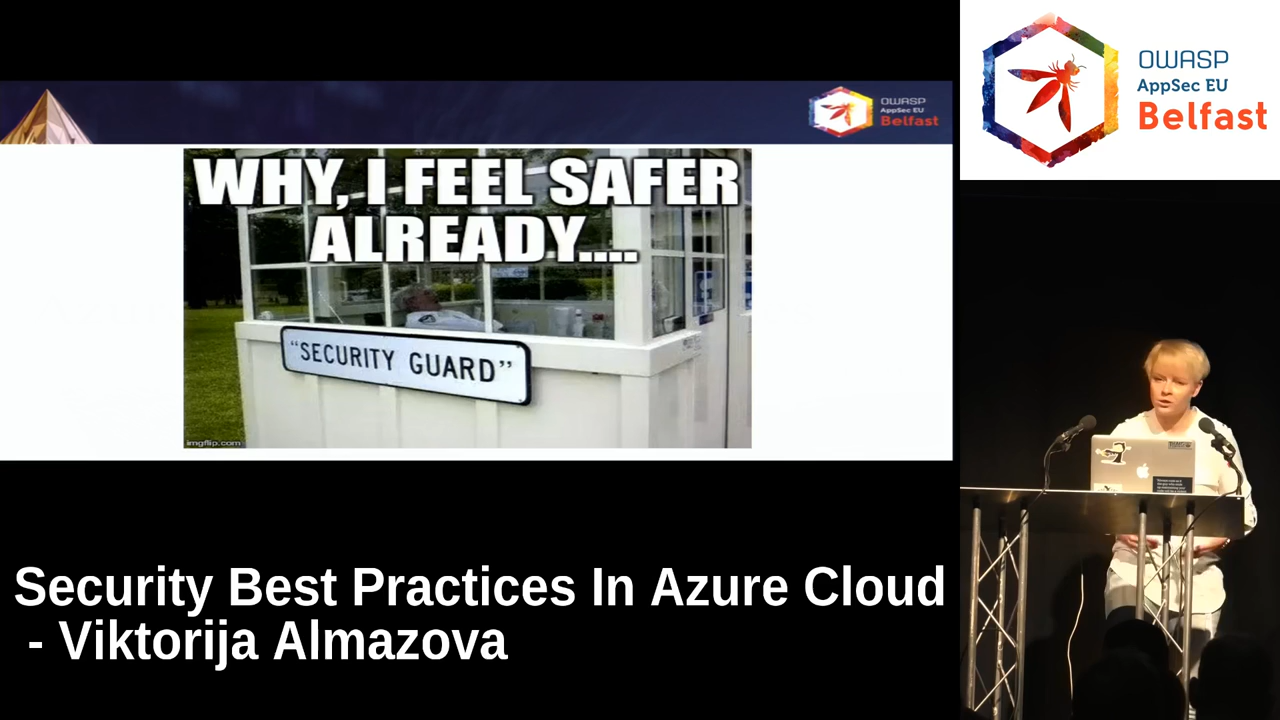 OWASP
AppSec EU
Belfast
WHY, I FEEL SAFER
ALREADY....
"SECURITY GUARD"
imgflip.com
OWASP
AppSec EU
Belfast
Security Best Practices In Azure Cloud
- Viktorija Almazova